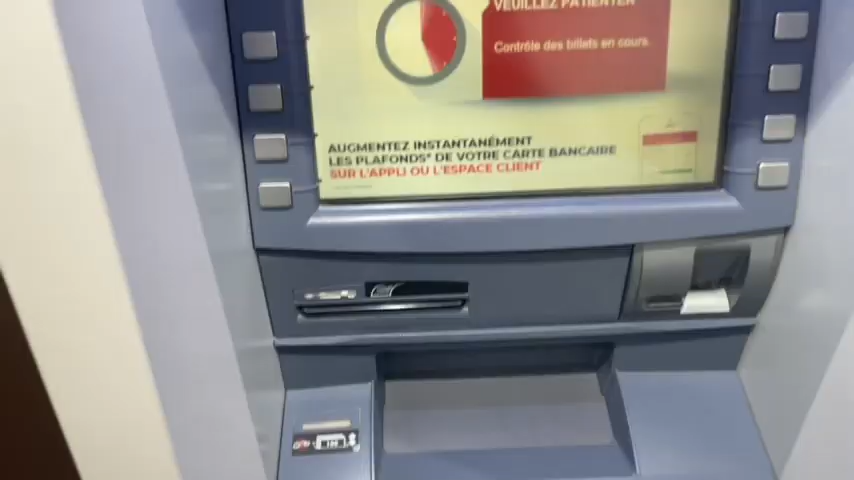 VEUILLEZ PATIENTER
Contrôle des billets en cours.
AUGMENTEZ INSTANTANÉMENT
LES PLAFONDS* DE VOTRE CARTE BANCAIRE
SUR L'APPLI OU L'ESPACE CLIENT